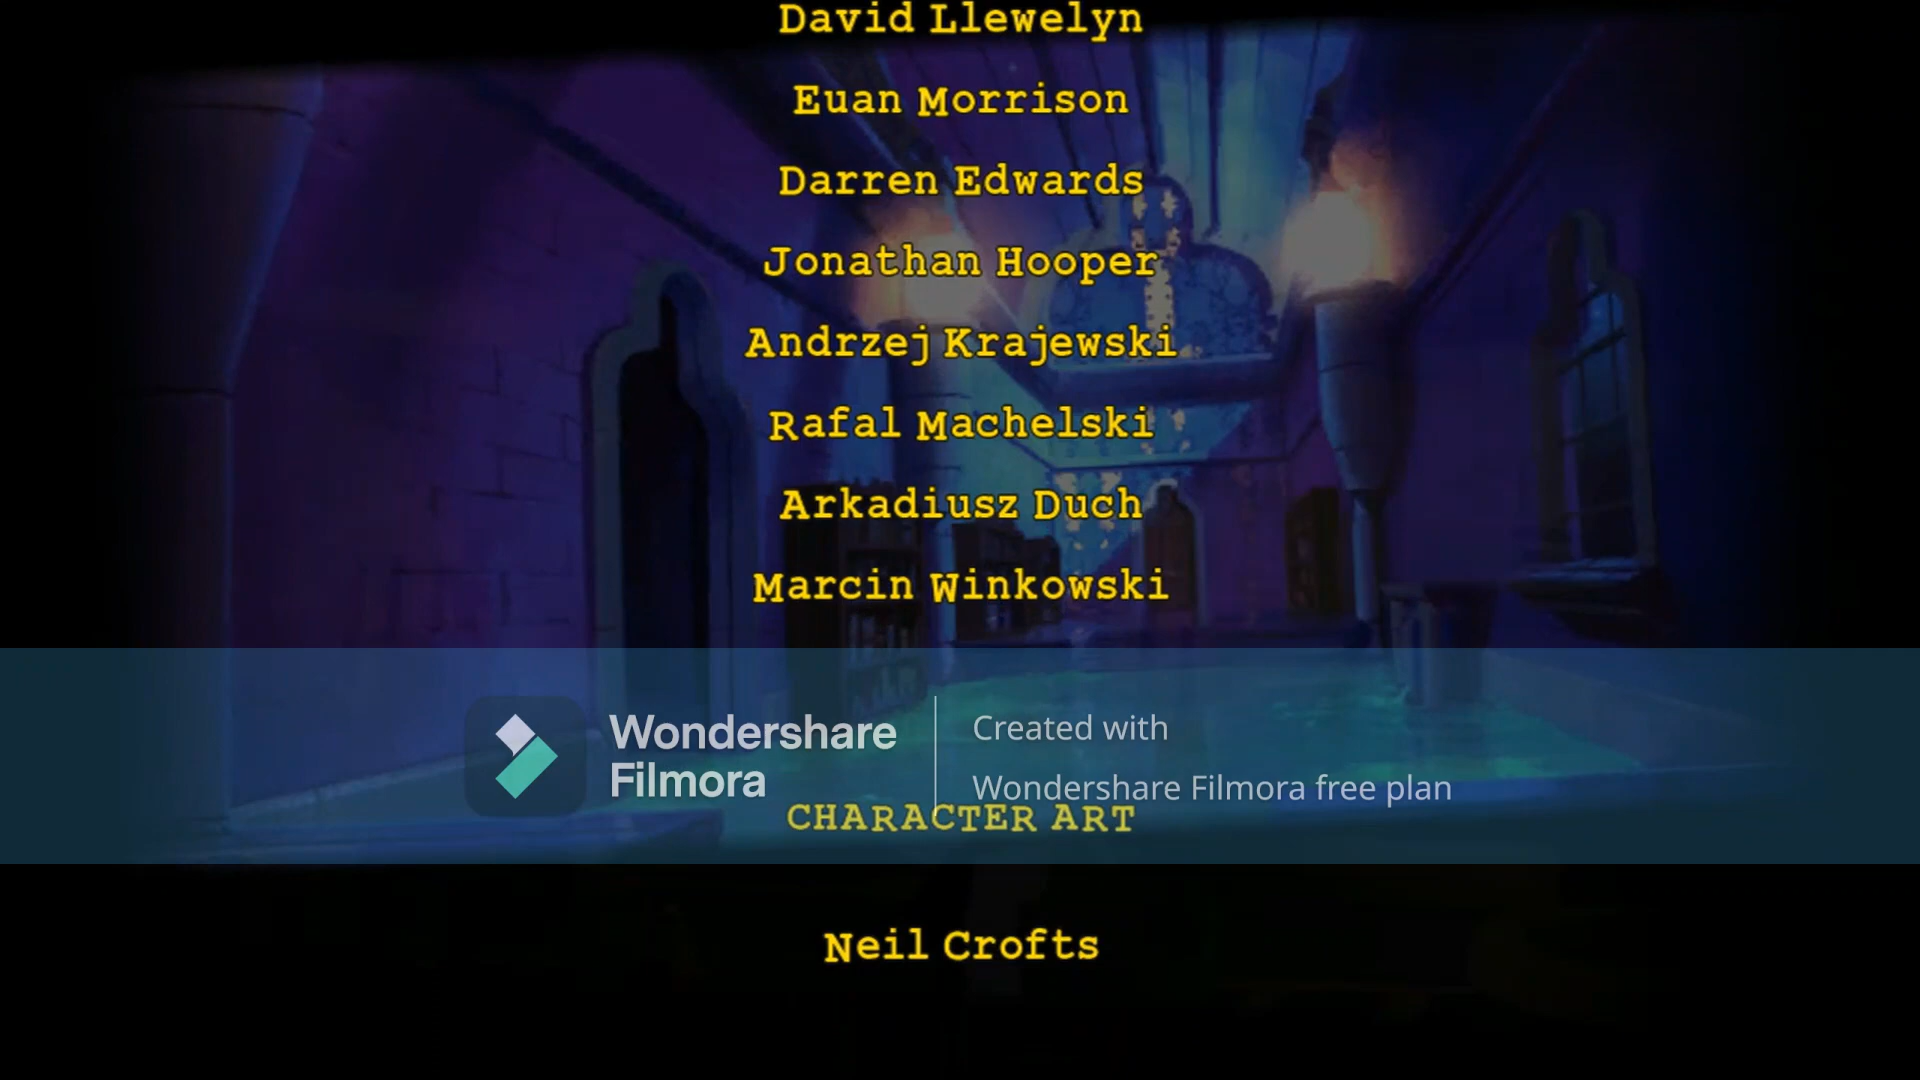 David Llewelyn
Euan Morrison
Darren Edwards
Jonathan Hooper
Andrzej Krajewski
Rafal Machelski
Arkadiusz Duch
Marcin Winkowski
Wondershare
Filmora
Created with
Wondershare Filmora free plan
CHARACTER ART
Neil Crofts